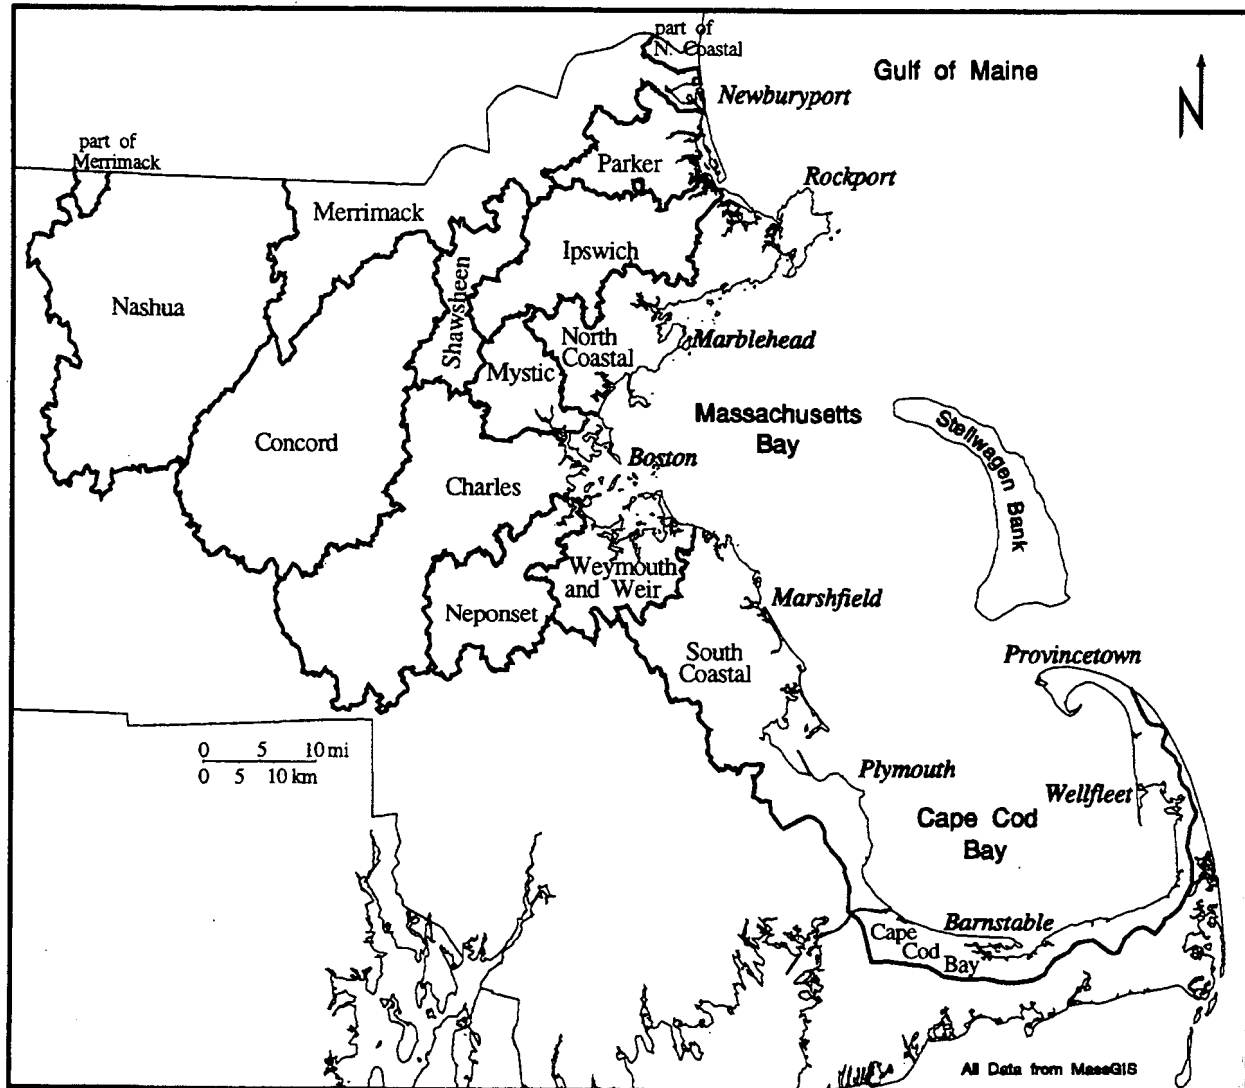 part of
N. Coastal
Gulf of Maine
N
Newburyport
part of
Merrimack
Parker
Rockport
Merrimack
Ipswich
Shawsheen
Nashua
North
Coastal
Marblehead
Mystic
Massachusetts
Bay
Stellwagen Bank
Concord
Boston
Charles
Weymouth
and Weir
Neponset
Marshfield
South
Coastal
Provincetown
0 5 10 mi
0 5 10 km
Plymouth
Wellfleet
Cape Cod
Bay
Barnstable
Cape
Cod
Bay
All Data from MassGIS